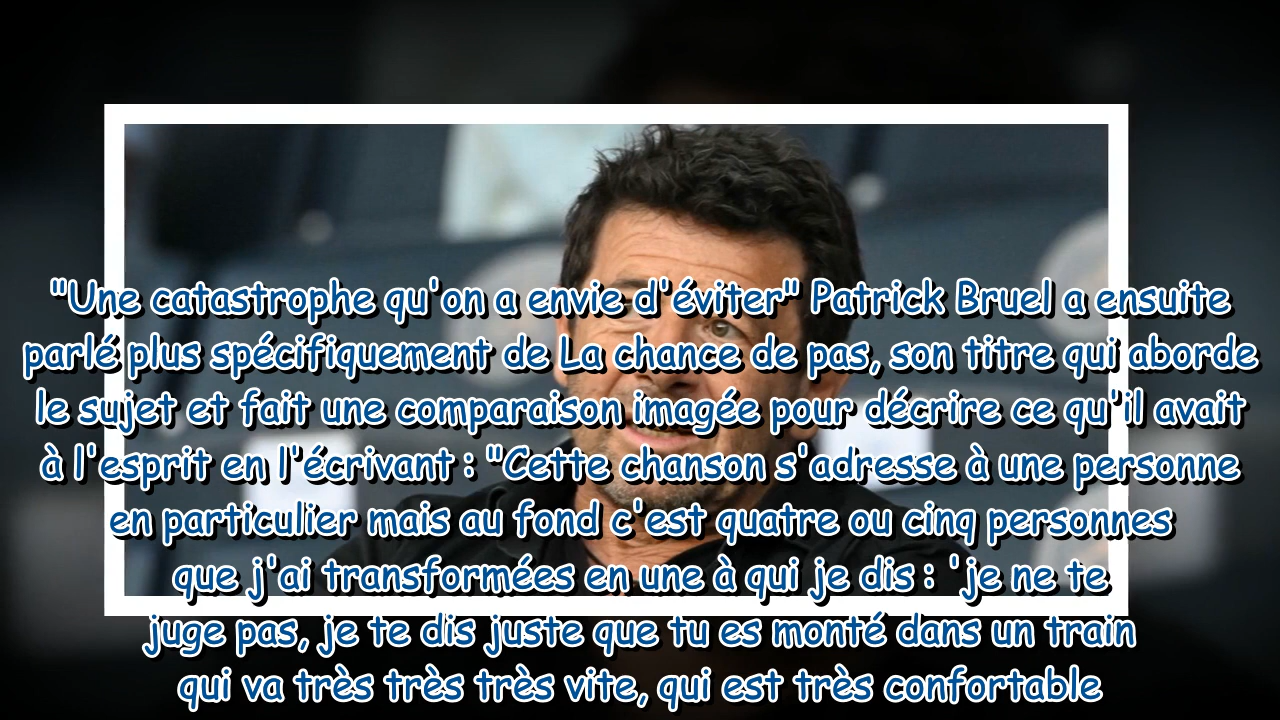 "Une catastrophe qu'on a envie d'éviter" Patrick Bruel a ensuite
parlé plus spécifiquement de La chance de pas, son titre qui aborde
le sujet et fait une comparaison imagée pour décrire ce qu'il avait
à l'esprit en l'écrivant : "Cette chanson s'adresse à une personne
en particulier mais au fond c'est quatre ou cinq personnes
que j'ai transformées en une à qui je dis : 'je ne te
juge pas, je te dis juste que tu es monté dans un train
qui va très très très vite, qui est très confortable